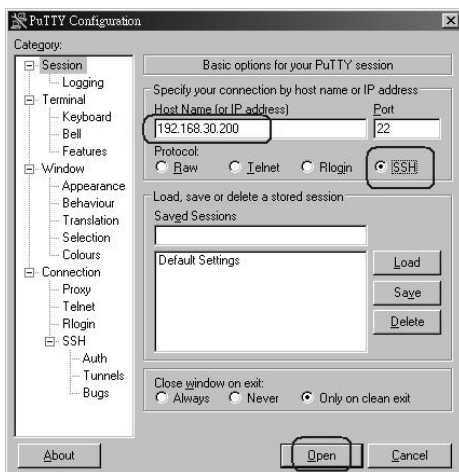 PuTTY Configuration
Category:
Session
Logging
Terminal
Keyboard
Bell
Features
Window
Appearance
Behaviour
Translation
Selection
Colours
Connection
Proxy
Telnet
Rlogin
SSH
Auth
Tunnels
Bugs
Basic options for your PuTTY session
Specify your connection by host name or IP address
Host Name (or IP address) Port
192.168.30.200 22
Protocol:
Raw Telnet Rlogin SSH
Load, save or delete a stored session
Saved Sessions
Default Settings
Load
Save
Delete
Close window on exit:
Always Never Only on clean exit
About Open Cancel